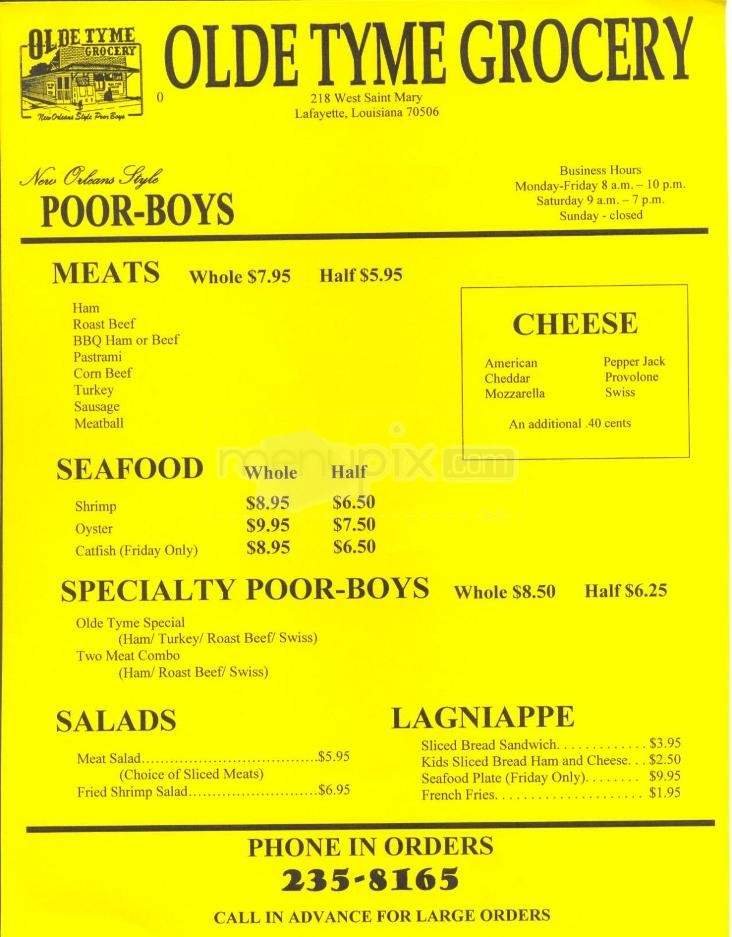 OLDE TYME
GROCERY
New Orleans Style Poor Boys
OLDE TYME GROCERY
0
218 West Saint Mary
Lafayette, Louisiana 70506
New Orleans Style
POOR-BOYS
Business Hours
Monday-Friday 8 a.m. – 10 p.m.
Saturday 9 a.m. – 7 p.m.
Sunday - closed
MEATS Whole $7.95 Half $5.95
Ham
Roast Beef
BBQ Ham or Beef
Pastrami
Corn Beef
Turkey
Sausage
Meatball
CHEESE
American Pepper Jack
Cheddar Provolone
Mozzarella Swiss
An additional .40 cents
menupix.com
SEAFOOD Whole Half
Shrimp $8.95 $6.50
Oyster $9.95 $7.50
Catfish (Friday Only) $8.95 $6.50
SPECIALTY POOR-BOYS Whole $8.50 Half $6.25
Olde Tyme Special
(Ham/ Turkey/ Roast Beef/ Swiss)
Two Meat Combo
(Ham/ Roast Beef/ Swiss)
SALADS
Meat Salad....................................$5.95
(Choice of Sliced Meats)
Fried Shrimp Salad...........................$6.95
LAGNIAPPE
Sliced Bread Sandwich. . . . . . . . . . . . . $3.95
Kids Sliced Bread Ham and Cheese. . . $2.50
Seafood Plate (Friday Only). . . . . . . . $9.95
French Fries. . . . . . . . . . . . . . . . . . . . . $1.95
PHONE IN ORDERS
235-8165
CALL IN ADVANCE FOR LARGE ORDERS